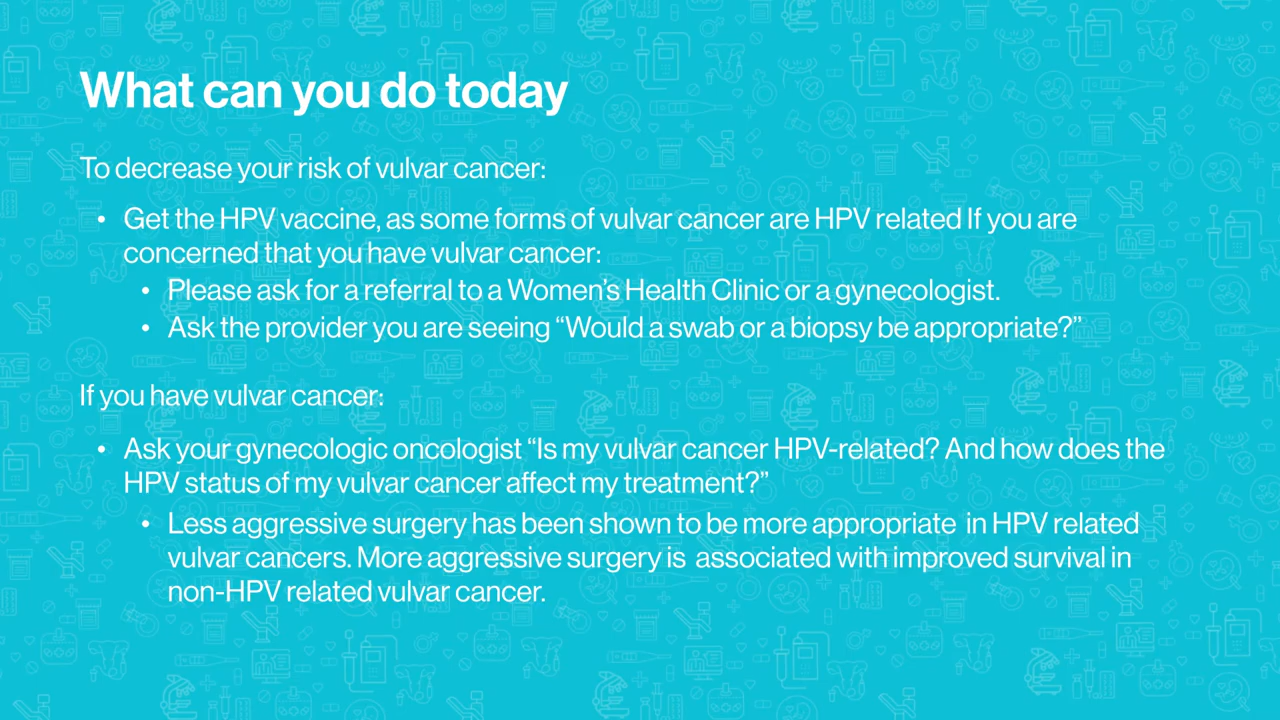 What can you do today
To decrease your risk of vulvar cancer:
• Get the HPV vaccine, as some forms of vulvar cancer are HPV related If you are
concerned that you have vulvar cancer:
• Please ask for a referral to a Women’s Health Clinic or a gynecologist.
• Ask the provider you are seeing “Would a swab or a biopsy be appropriate?”
If you have vulvar cancer:
• Ask your gynecologic oncologist “Is my vulvar cancer HPV-related? And how does the
HPV status of my vulvar cancer affect my treatment?”
• Less aggressive surgery has been shown to be more appropriate  in HPV related
vulvar cancers. More aggressive surgery is  associated with improved survival in
non-HPV related vulvar cancer.